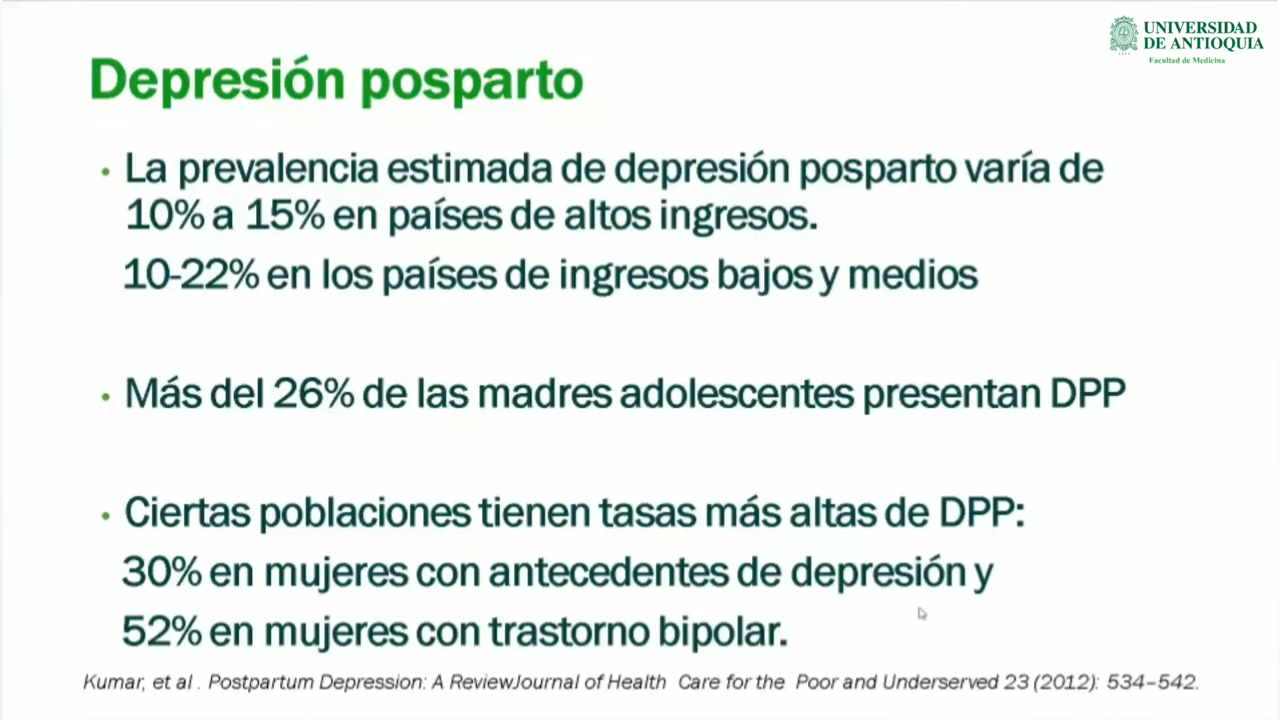 UNIVERSIDAD
DE ANTIOQUIA
Facultad de Medicina
Depresión posparto
• La prevalencia estimada de depresión posparto varía de
10% a 15% en países de altos ingresos.
10-22% en los países de ingresos bajos y medios
• Más del 26% de las madres adolescentes presentan DPP
• Ciertas poblaciones tienen tasas más altas de DPP:
30% en mujeres con antecedentes de depresión y
52% en mujeres con trastorno bipolar.
Kumar, et al . Postpartum Depression: A ReviewJournal of Health Care for the Poor and Underserved 23 (2012): 534–542.